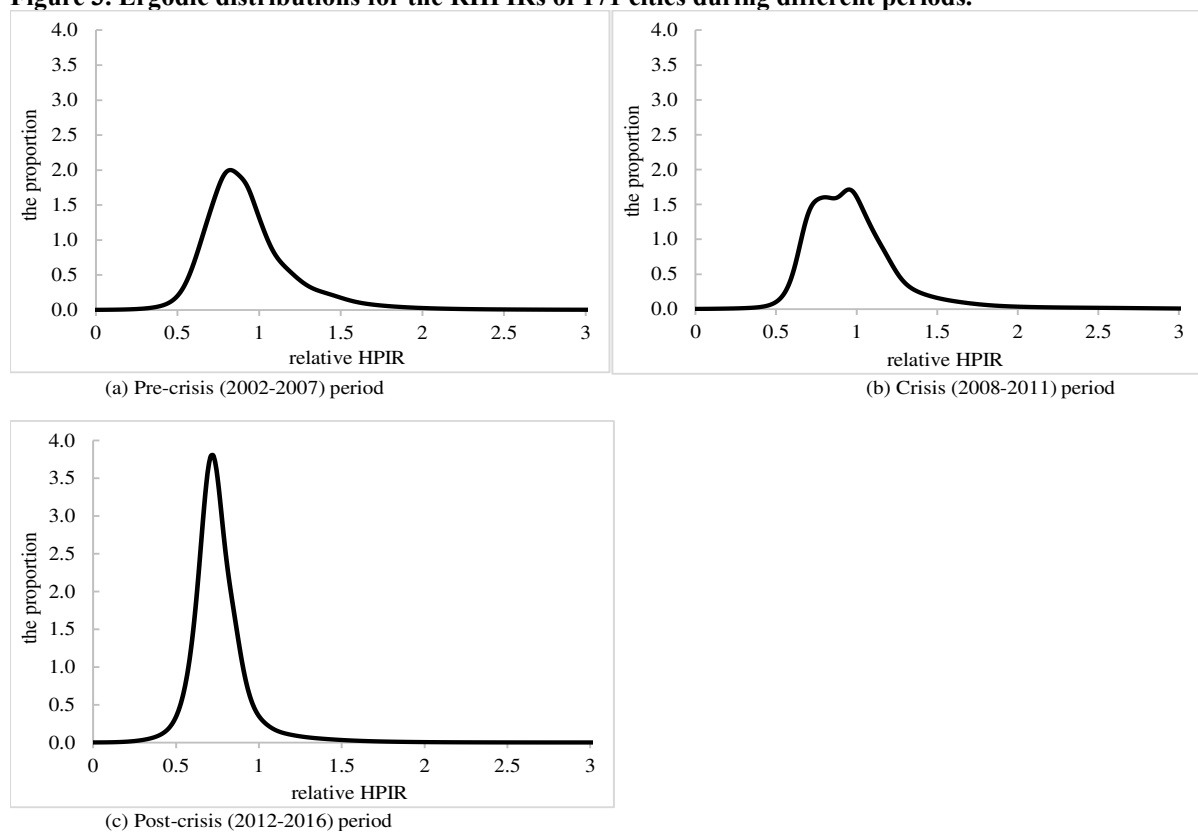 Figure Ergodic distributions for the RHPIRs of 171 cities during different periods.
4.0
3.5
3.0
2.5
2.0
1.5
1.0
0.5
0.0
the proportion
0 0.5 1 1.5 2 2.5 3
relative HPIR
(a) Pre-crisis (2002-2007) period
4.0
3.5
3.0
2.5
2.0
1.5
1.0
0.5
0.0
the proportion
0 0.5 1 1.5 2 2.5 3
relative HPIR
(b) Crisis (2008-2011) period
4.0
3.5
3.0
2.5
2.0
1.5
1.0
0.5
0.0
the proportion
0 0.5 1 1.5 2 2.5 3
relative HPIR
(c) Post-crisis (2012-2016) period